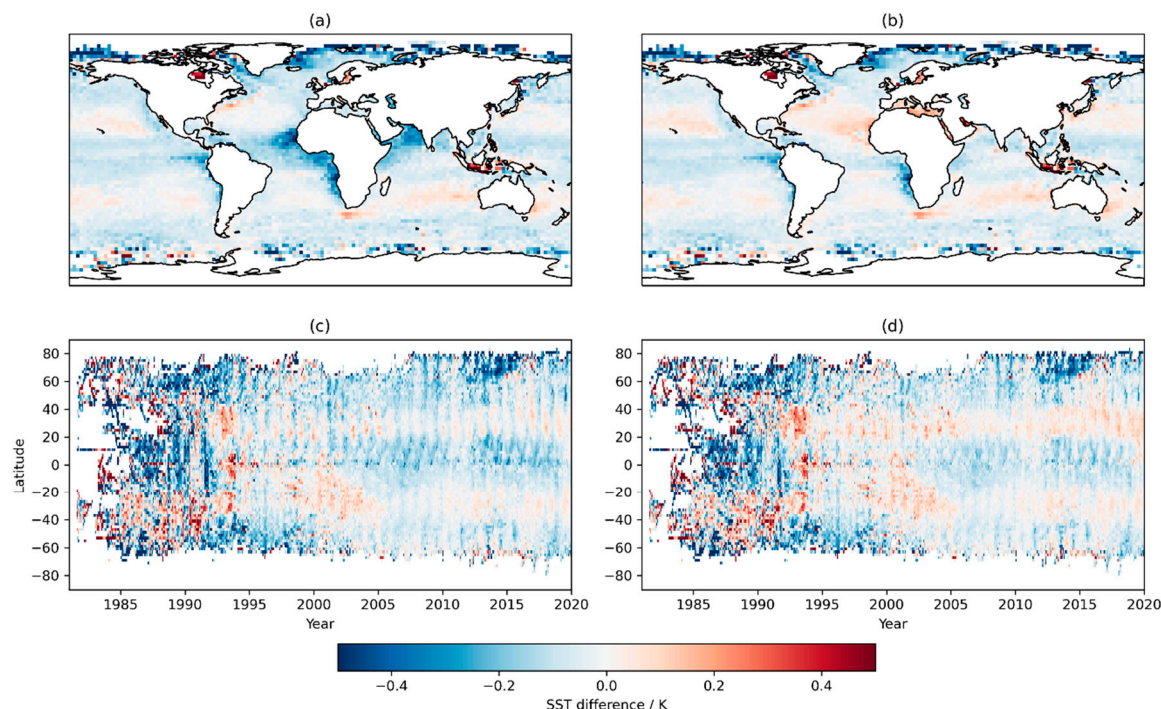 (a) (b)
(c) (d)
80 80
60 60
40 40
20 20
0 0
−20 −20
−40 −40
−60 −60
−80 −80
Latitude
1985 1990 1995 2000 2005 2010 2015 2020 1985 1990 1995 2000 2005 2010 2015 2020
Year Year
−0.4 −0.2 0.0 0.2 0.4
SST difference / K